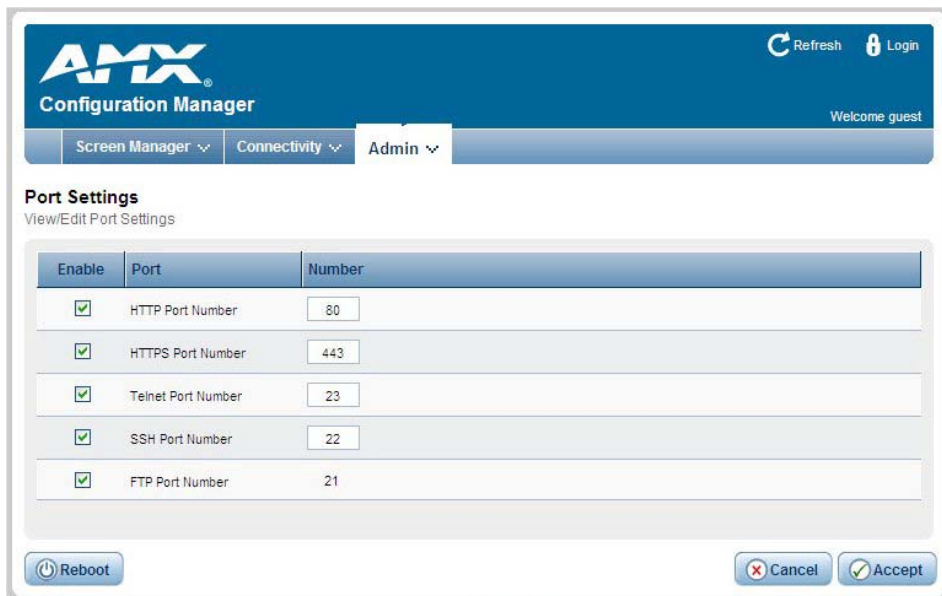 AMX®
Refresh Login
Configuration Manager
Welcome guest
Screen Manager Connectivity Admin
Port Settings
View/Edit Port Settings
Enable Port Number
HTTP Port Number 80
HTTPS Port Number 443
Telnet Port Number 23
SSH Port Number 22
FTP Port Number 21
Reboot Cancel Accept